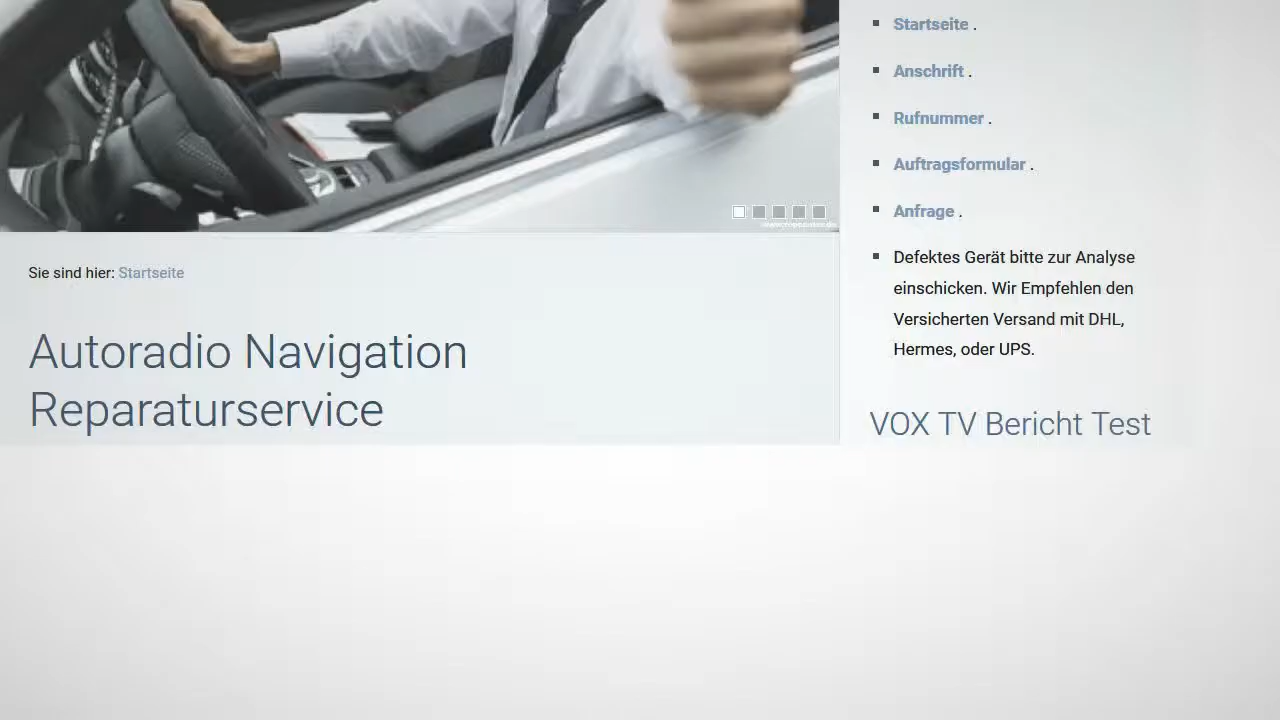 Startseite .
Anschrift .
Rufnummer .
Auftragsformular .
Anfrage .
Defektes Gerät bitte zur Analyse
einschicken. Wir Empfehlen den
Versicherten Versand mit DHL,
Hermes, oder UPS.
VOX TV Bericht Test
Sie sind hier: Startseite
Autoradio Navigation
Reparaturservice